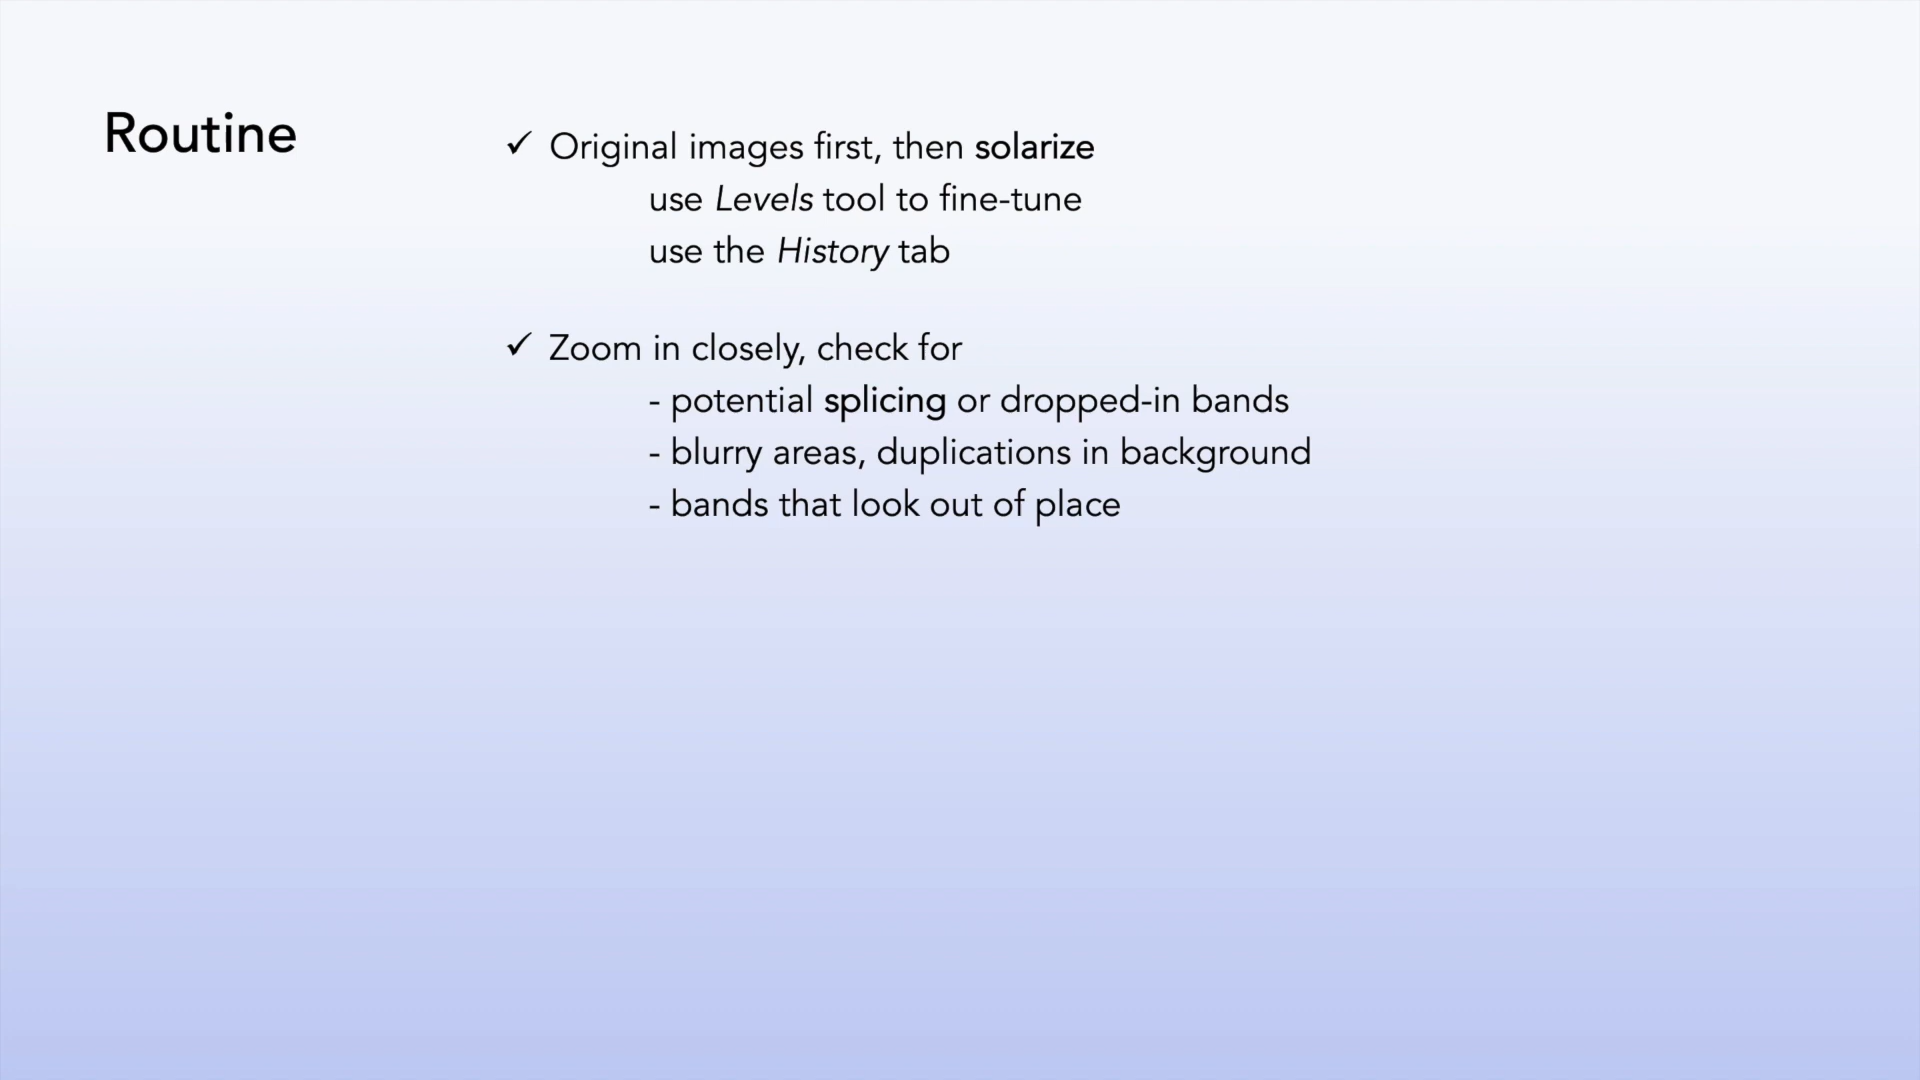 Routine
✓ Original images first, then solarize
use Levels tool to fine-tune
use the History tab
✓ Zoom in closely, check for
- potential splicing or dropped-in bands
- blurry areas, duplications in background
- bands that look out of place